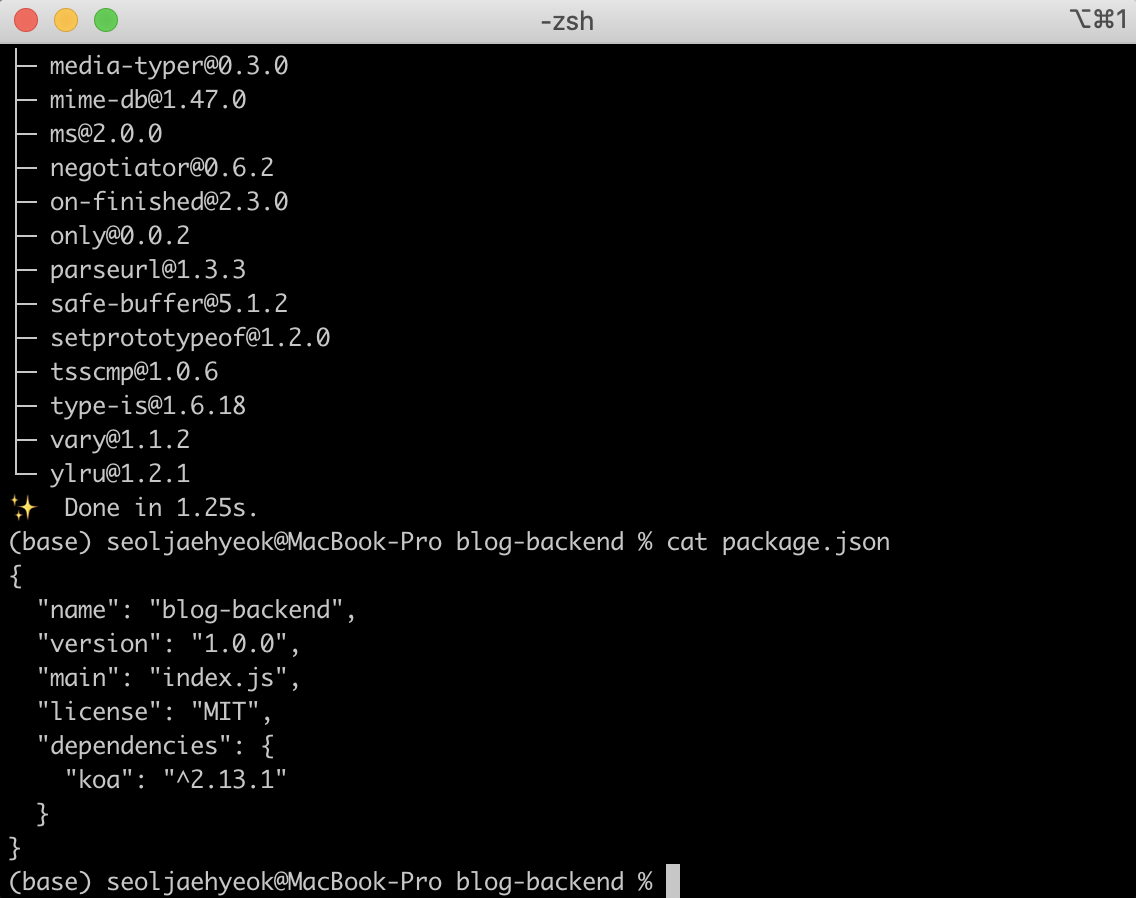 -zsh ⌥⌘1
├─ media-typer@0.3.0
├─ mime-db@1.47.0
├─ ms@2.0.0
├─ negotiator@0.6.2
├─ on-finished@2.3.0
├─ only@0.0.2
├─ parseurl@1.3.3
├─ safe-buffer@5.1.2
├─ setprototypeof@1.2.0
├─ tsscmp@1.0.6
├─ type-is@1.6.18
├─ vary@1.1.2
└─ ylru@1.2.1
✨  Done in 1.25s.
(base) seoljaehyeok@MacBook-Pro blog-backend % cat package.json
{
  "name": "blog-backend",
  "version": "1.0.0",
  "main": "index.js",
  "license": "MIT",
  "dependencies": {
    "koa": "^2.13.1"
  }
}
(base) seoljaehyeok@MacBook-Pro blog-backend %